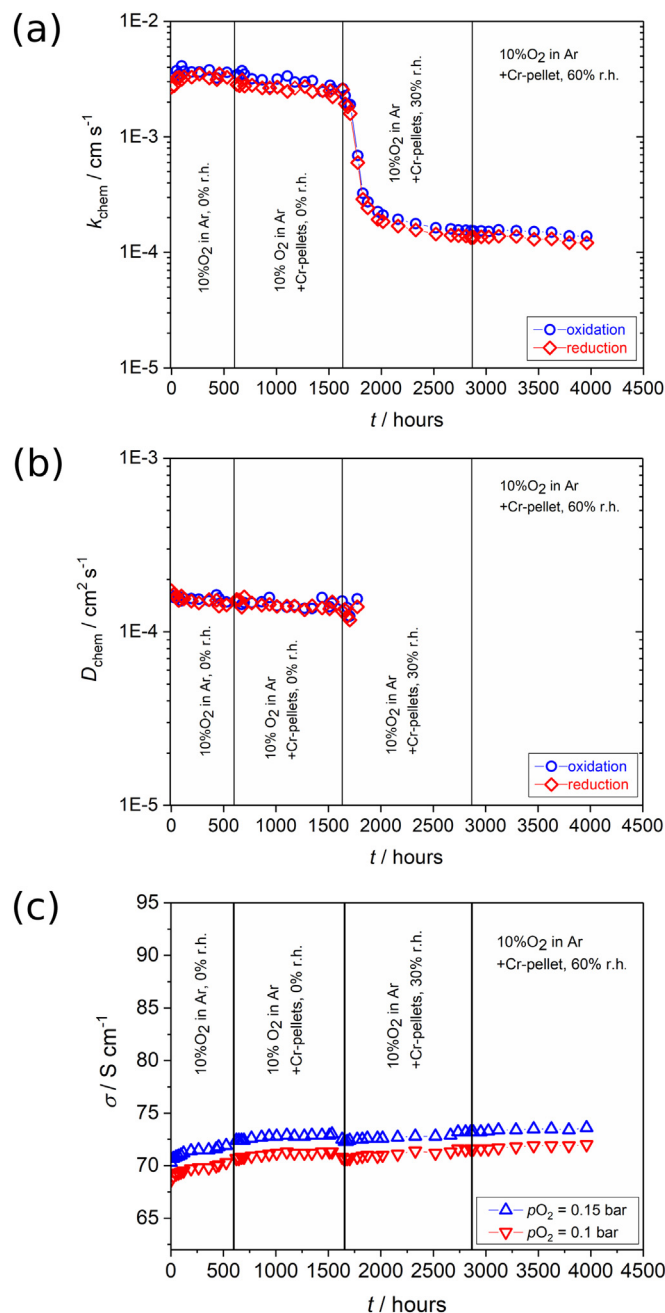 (a)
1E-2
1E-3
1E-4
1E-5
k_chem / cm s⁻¹
10%O₂ in Ar, 0% r.h.
10% O₂ in Ar
+Cr-pellets, 0% r.h.
10%O₂ in Ar
+Cr-pellets, 30% r.h.
10%O₂ in Ar
+Cr-pellet, 60% r.h.
oxidation
reduction
0 500 1000 1500 2000 2500 3000 3500 4000 4500
t / hours
(b)
1E-3
1E-4
1E-5
D_chem / cm² s⁻¹
10%O₂ in Ar, 0% r.h.
10% O₂ in Ar
+Cr-pellets, 0% r.h.
10%O₂ in Ar
+Cr-pellets, 30% r.h.
10%O₂ in Ar
+Cr-pellet, 60% r.h.
oxidation
reduction
0 500 1000 1500 2000 2500 3000 3500 4000 4500
t / hours
(c)
95
90
85
80
75
70
65
σ / S cm⁻¹
10%O₂ in Ar, 0% r.h.
10% O₂ in Ar
+Cr-pellets, 0% r.h.
10%O₂ in Ar
+Cr-pellets, 30% r.h.
10%O₂ in Ar
+Cr-pellet, 60% r.h.
pO₂ = 0.15 bar
pO₂ = 0.1 bar
0 500 1000 1500 2000 2500 3000 3500 4000 4500
t / hours